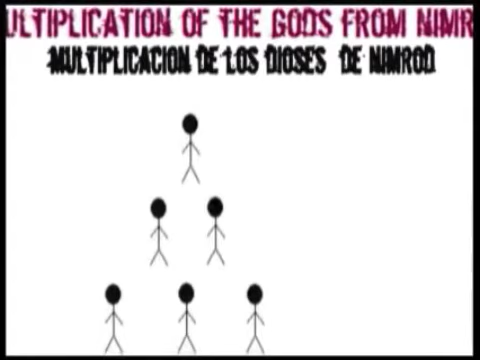 ULTIPLICATION OF THE GODS FROM NIMR
MULTIPLICACION DE LOS DIOSES DE NIMROD